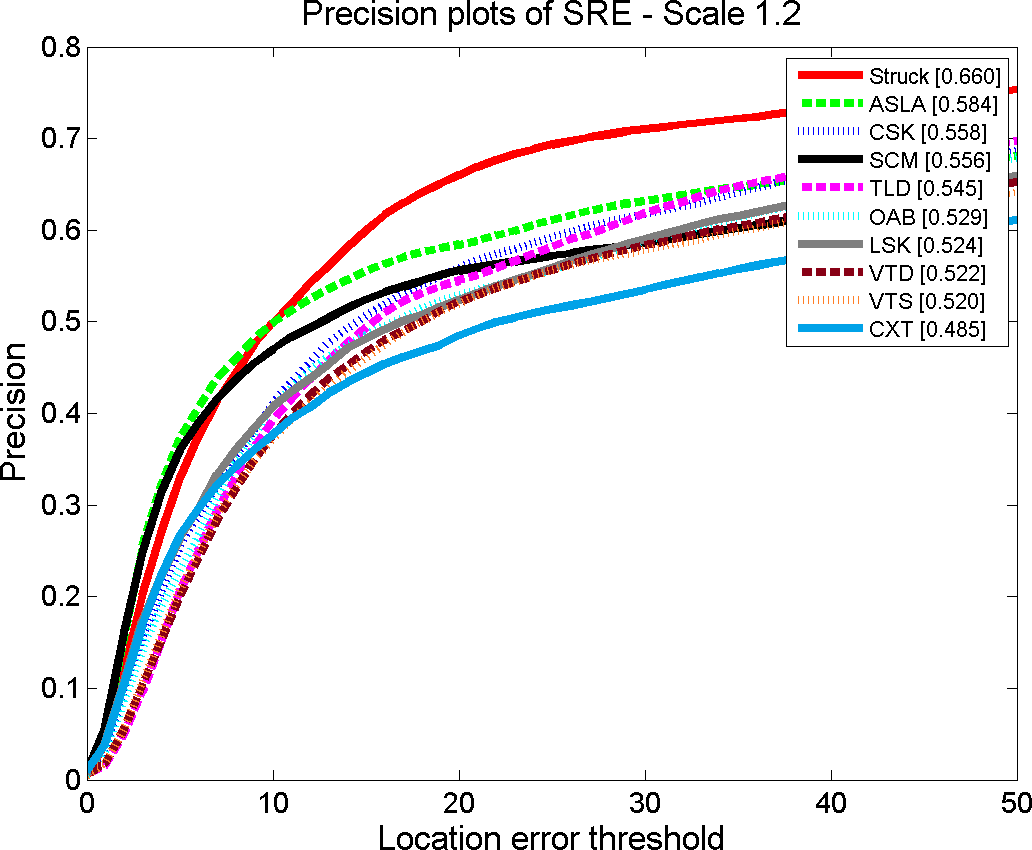 Precision plots of SRE - Scale 1.2
0.8
0.7
0.6
0.5
0.4
0.3
0.2
0.1
0
Precision
Struck [0.660]
ASLA [0.584]
CSK [0.558]
SCM [0.556]
TLD [0.545]
OAB [0.529]
LSK [0.524]
VTD [0.522]
VTS [0.520]
CXT [0.485]
0 10 20 30 40 50
Location error threshold